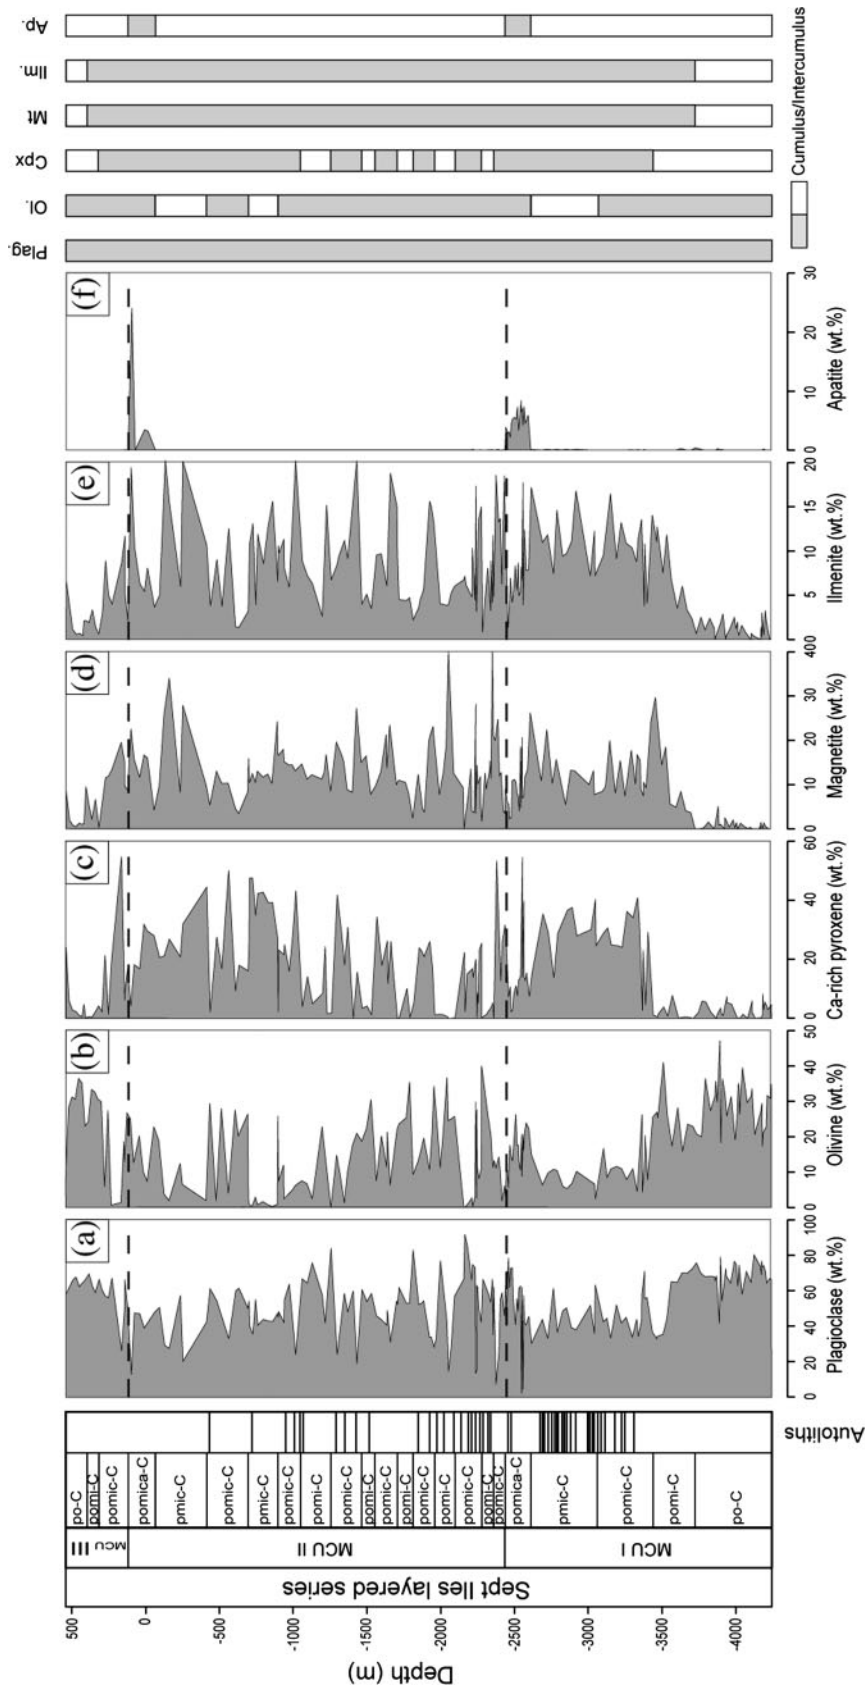 Plag.
Ol.
Cpx
Mt
Ilm.
Ap.
Cumulus/Intercumulus
(a)
(b)
(c)
(d)
(e)
(f)
Depth (m)
500
0
-500
-1000
-1500
-2000
-2500
-3000
-3500
-4000
Sept Iles layered series
MCU III
MCU II
MCU I
po-C
pomi-C
pomic-C
pomica-C
pmic-C
pomic-C
pmic-C
pomic-C
pomi-C
pomic-C
pomi-C
pomic-C
pomi-C
pomic-C
pomi-C
pomic-C
pomi-C
pomic-C
pomica-C
pmic-C
pomic-C
pomi-C
po-C
Autoliths
0 20 40 60 80 100
Plagioclase (wt.%)
0 10 20 30 40 50
Olivine (wt.%)
0 20 40 60
Ca-rich pyroxene (wt.%)
0 10 20 30 40
Magnetite (wt.%)
0 5 10 15 20
Ilmenite (wt.%)
0 10 20 30
Apatite (wt.%)